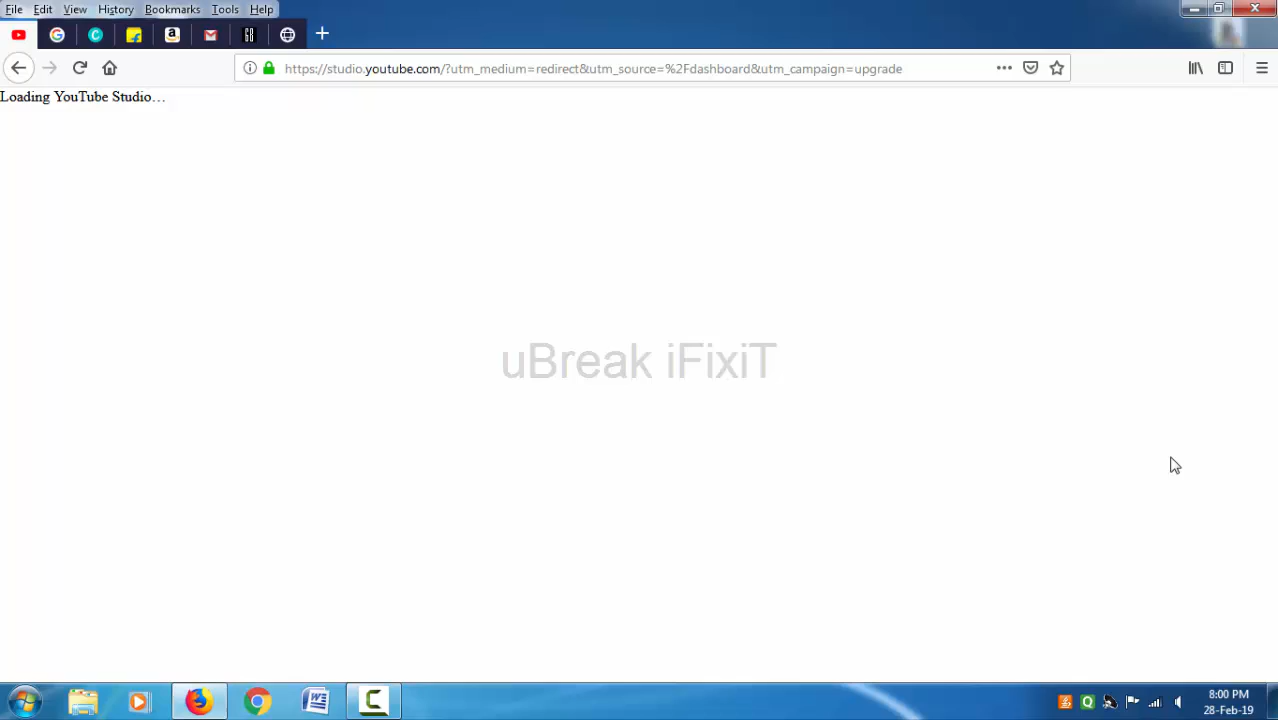 File Edit View History Bookmarks Tools Help
https://studio.youtube.com/?utm_medium=redirect&utm_source=%2Fdashboard&utm_campaign=upgrade
Loading YouTube Studio…
uBreak iFixiT
8:00 PM
28-Feb-19